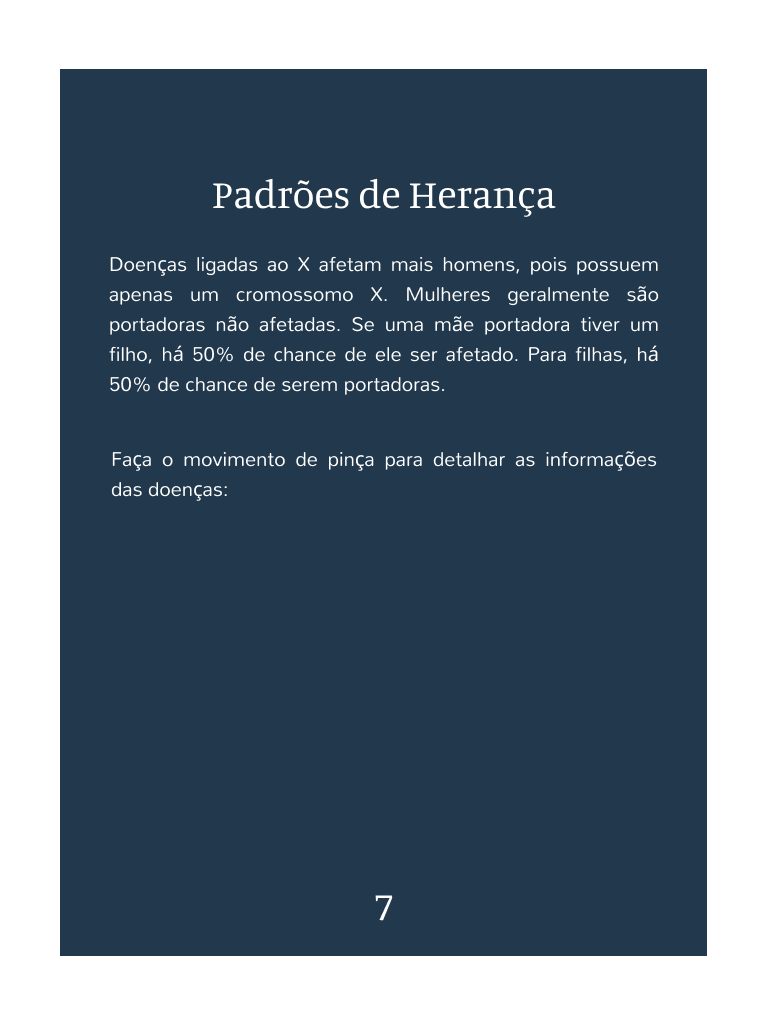 Padrões de Herança
Doenças ligadas ao X afetam mais homens, pois possuem
apenas um cromossomo X. Mulheres geralmente são
portadoras não afetadas. Se uma mãe portadora tiver um
filho, há 50% de chance de ele ser afetado. Para filhas, há
50% de chance de serem portadoras.
Faça o movimento de pinça para detalhar as informações
das doenças:
7